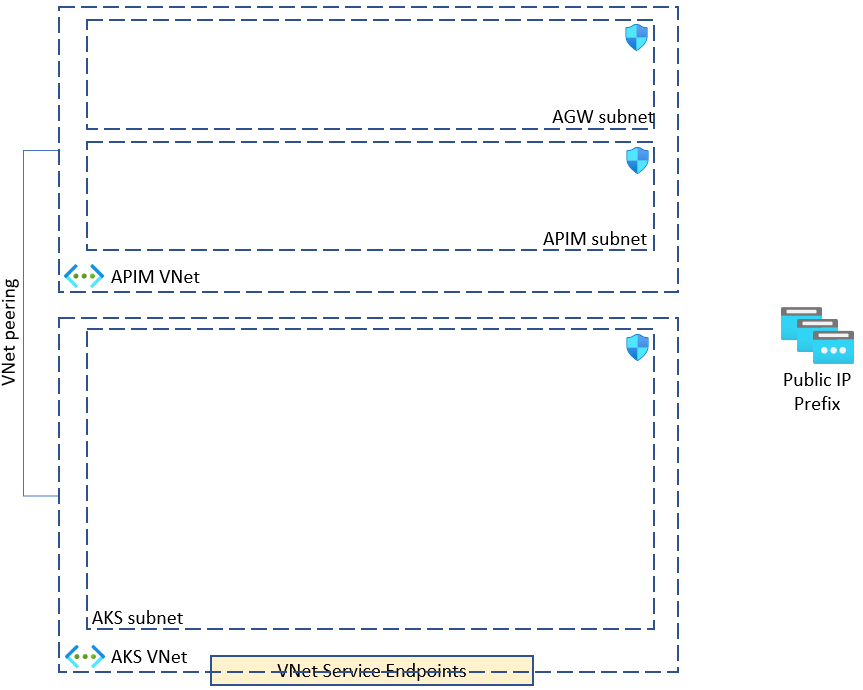 AGW subnet
APIM subnet
APIM VNet
VNet peering
Public IP
Prefix
AKS subnet
AKS VNet
VNet Service Endpoints